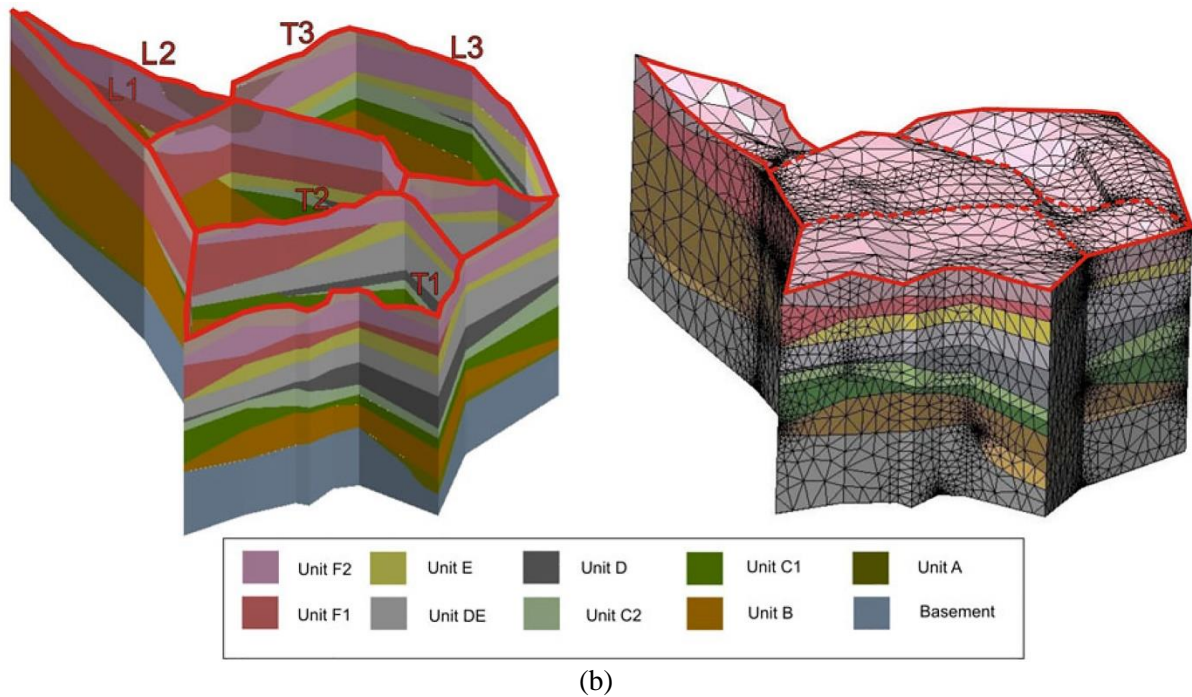 T3
L2
L3
L1
T2
T1
Unit F2
Unit E
Unit D
Unit C1
Unit A
Unit F1
Unit DE
Unit C2
Unit B
Basement
(b)